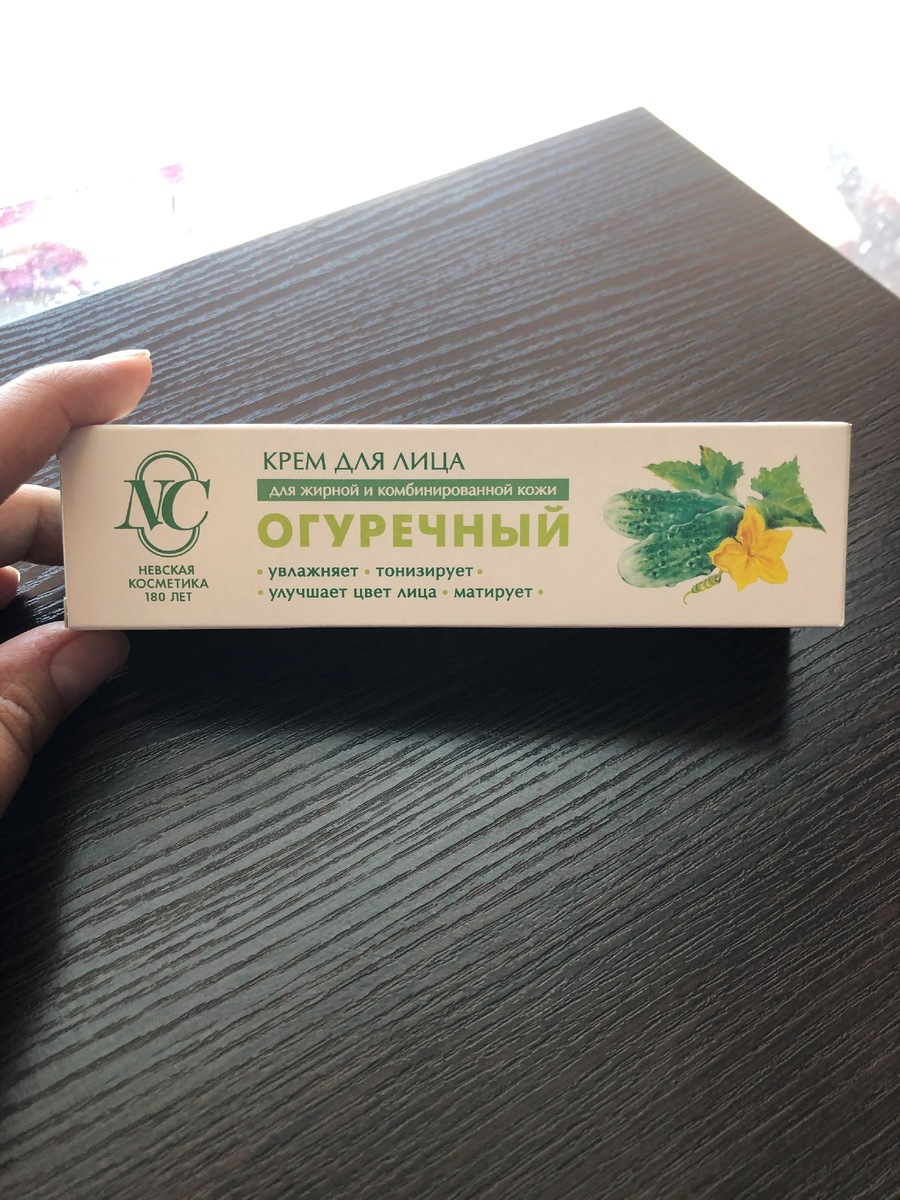 NC
НЕВСКАЯ
КОСМЕТИКА
180 ЛЕТ
КРЕМ ДЛЯ ЛИЦА
для жирной и комбинированной кожи
ОГУРЕЧНЫЙ
• увлажняет • тонизирует •
• улучшает цвет лица • матирует •